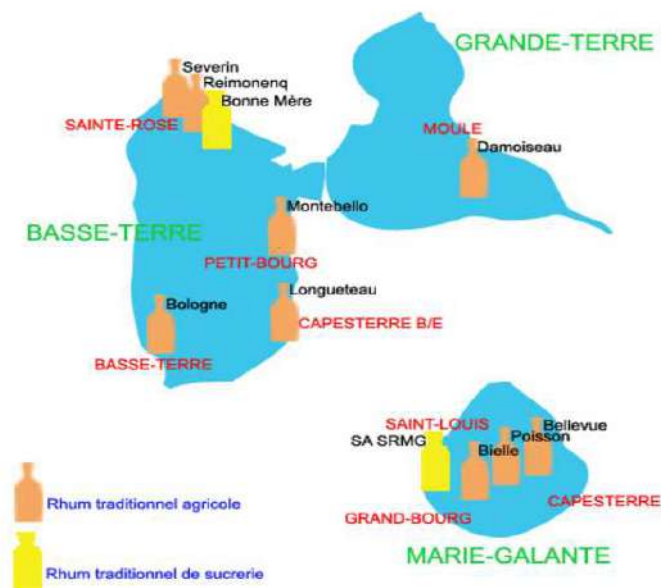 GRANDE-TERRE
Severin
Reimonenq
Bonne Mère
SAINTE-ROSE
MOULE
Damoiseau
Montebello
BASSE-TERRE
PETIT-BOURG
Longueteau
Bologne
CAPESTERRE B/E
BASSE-TERRE
SAINT-LOUIS
Bellevue
SA SRMG
Poisson
Bielle
CAPESTERRE
GRAND-BOURG
MARIE-GALANTE
Rhum traditionnel agricole
Rhum traditionnel de sucrerie